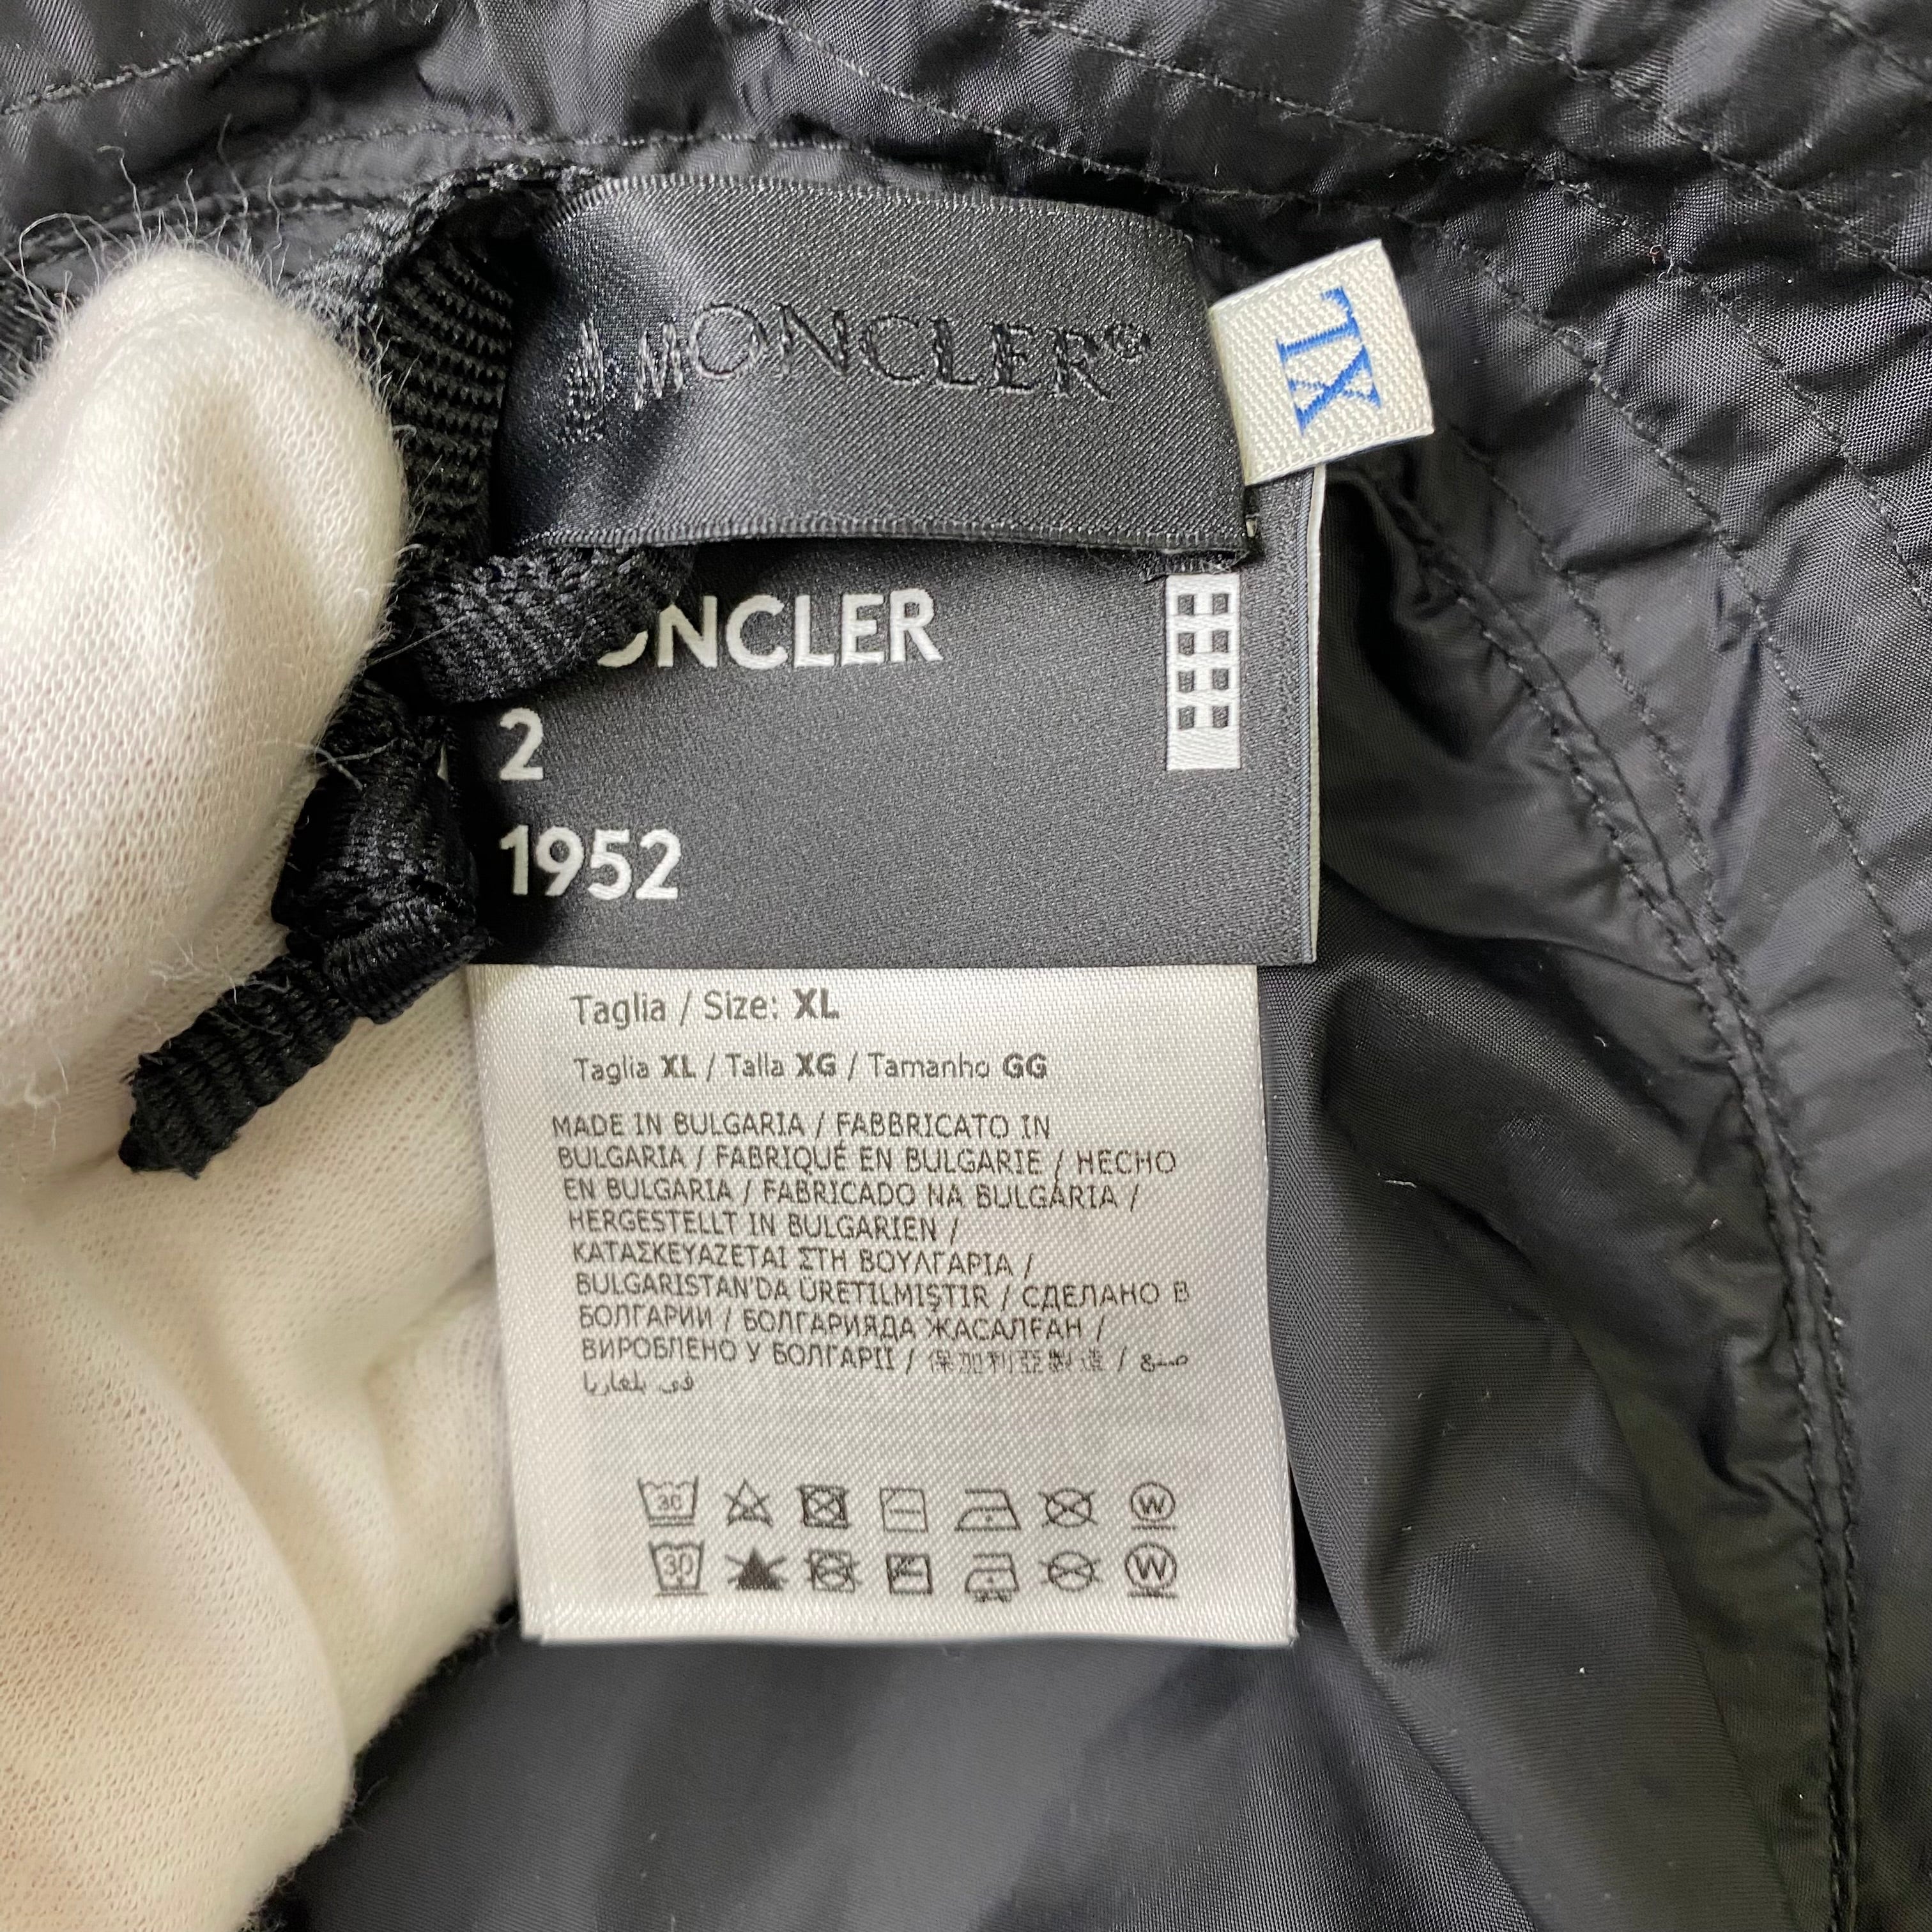 MONCLER®
XL
ONCLER
2
1952
Taglia / Size: XL
Taglia XL / Talla XG / Tamanho GG
MADE IN BULGARIA / FABBRICATO IN
BULGARIA / FABRIQUÉ EN BULGARIE / HECHO
EN BULGARIA / FABRICADO NA BULGÁRIA /
HERGESTELLT IN BULGARIEN /
ΚΑΤΑΣΚΕΥΑΖΕΤΑΙ ΣΤΗ ΒΟΥΛΓΑΡΙΑ /
BULGARISTAN'DA ÜRETILMIŞTIR / СДЕЛАНО В
БОЛГАРИИ / БОЛГАРИЯДА ЖАСАЛҒАН /
ВИРОБЛЕНО У БОЛГАРІЇ / 保加利亞製造 / صنع
في بلغاريا
30
W
30
W